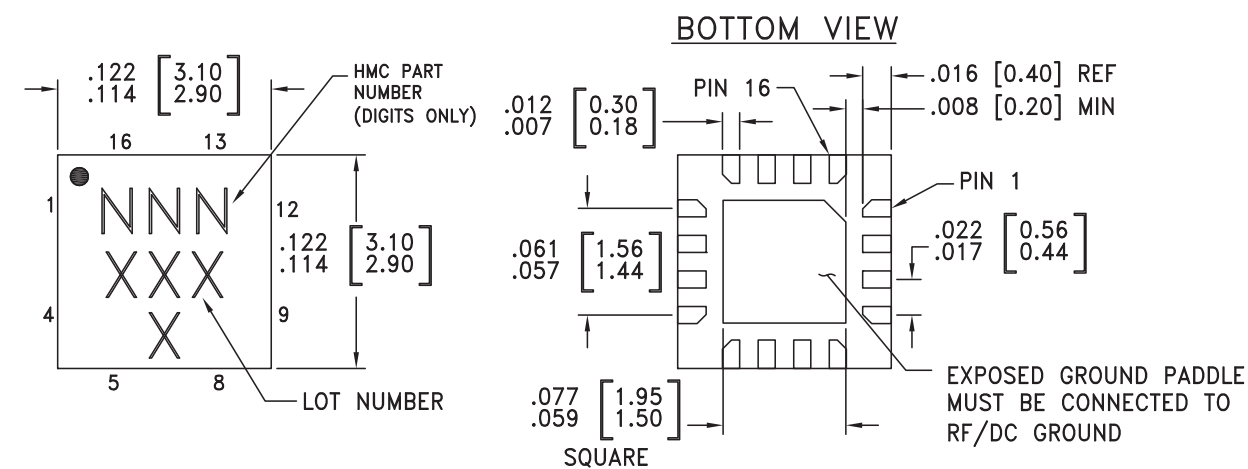 BOTTOM VIEW
.122 [3.10]
.114 [2.90]
HMC PART
NUMBER
(DIGITS ONLY)
16 13
1
12
4
9
5 8
NNN
XXX
X
.122 [3.10]
.114 [2.90]
LOT NUMBER
.012 [0.30]
.007 [0.18]
PIN 16
.016 [0.40] REF
.008 [0.20] MIN
PIN 1
.061 [1.56]
.057 [1.44]
.022 [0.56]
.017 [0.44]
.077 [1.95]
.059 [1.50]
SQUARE
EXPOSED GROUND PADDLE
MUST BE CONNECTED TO
RF/DC GROUND